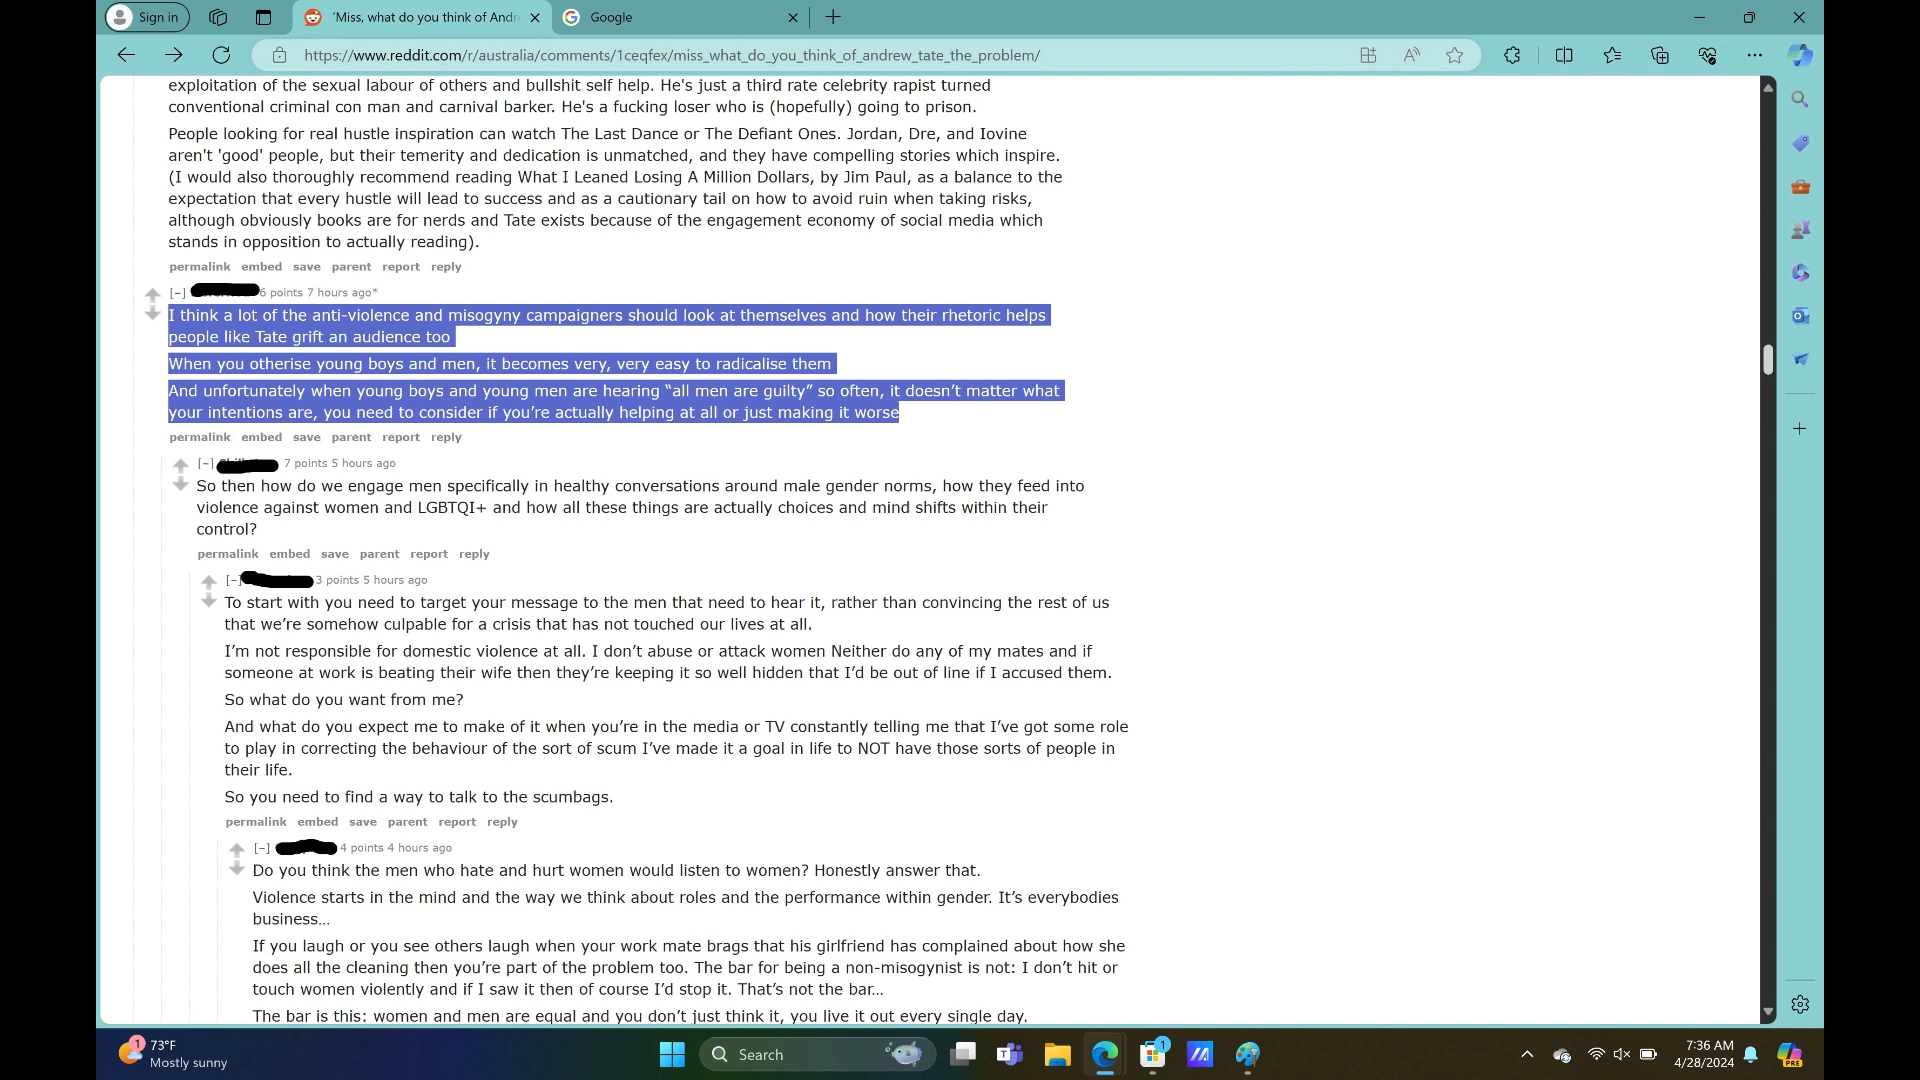 Sign in
'Miss, what do you think of Andr
Google
https://www.reddit.com/r/australia/comments/1ceqfex/miss_what_do_you_think_of_andrew_tate_the_problem/
exploitation of the sexual labour of others and bullshit self help. He's just a third rate celebrity rapist turned
conventional criminal con man and carnival barker. He's a fucking loser who is (hopefully) going to prison.
People looking for real hustle inspiration can watch The Last Dance or The Defiant Ones. Jordan, Dre, and Iovine
aren't 'good' people, but their temerity and dedication is unmatched, and they have compelling stories which inspire.
(I would also thoroughly recommend reading What I Leaned Losing A Million Dollars, by Jim Paul, as a balance to the
expectation that every hustle will lead to success and as a cautionary tail on how to avoid ruin when taking risks,
although obviously books are for nerds and Tate exists because of the engagement economy of social media which
stands in opposition to actually reading).
permalink embed save parent report reply
[–] 6 points 7 hours ago*
I think a lot of the anti-violence and misogyny campaigners should look at themselves and how their rhetoric helps
people like Tate grift an audience too
When you otherise young boys and men, it becomes very, very easy to radicalise them
And unfortunately when young boys and young men are hearing “all men are guilty” so often, it doesn’t matter what
your intentions are, you need to consider if you’re actually helping at all or just making it worse
permalink embed save parent report reply
[–] 7 points 5 hours ago
So then how do we engage men specifically in healthy conversations around male gender norms, how they feed into
violence against women and LGBTQI+ and how all these things are actually choices and mind shifts within their
control?
permalink embed save parent report reply
[–] 3 points 5 hours ago
To start with you need to target your message to the men that need to hear it, rather than convincing the rest of us
that we’re somehow culpable for a crisis that has not touched our lives at all.
I’m not responsible for domestic violence at all. I don’t abuse or attack women Neither do any of my mates and if
someone at work is beating their wife then they’re keeping it so well hidden that I’d be out of line if I accused them.
So what do you want from me?
And what do you expect me to make of it when you’re in the media or TV constantly telling me that I’ve got some role
to play in correcting the behaviour of the sort of scum I’ve made it a goal in life to NOT have those sorts of people in
their life.
So you need to find a way to talk to the scumbags.
permalink embed save parent report reply
[–] 4 points 4 hours ago
Do you think the men who hate and hurt women would listen to women? Honestly answer that.
Violence starts in the mind and the way we think about roles and the performance within gender. It’s everybodies
business...
If you laugh or you see others laugh when your work mate brags that his girlfriend has complained about how she
does all the cleaning then you’re part of the problem too. The bar for being a non-misogynist is not: I don’t hit or
touch women violently and if I saw it then of course I’d stop it. That’s not the bar...
The bar is this: women and men are equal and you don’t just think it, you live it out every single day.
1
73°F
Mostly sunny
Search
1
7:36 AM
4/28/2024
PRE